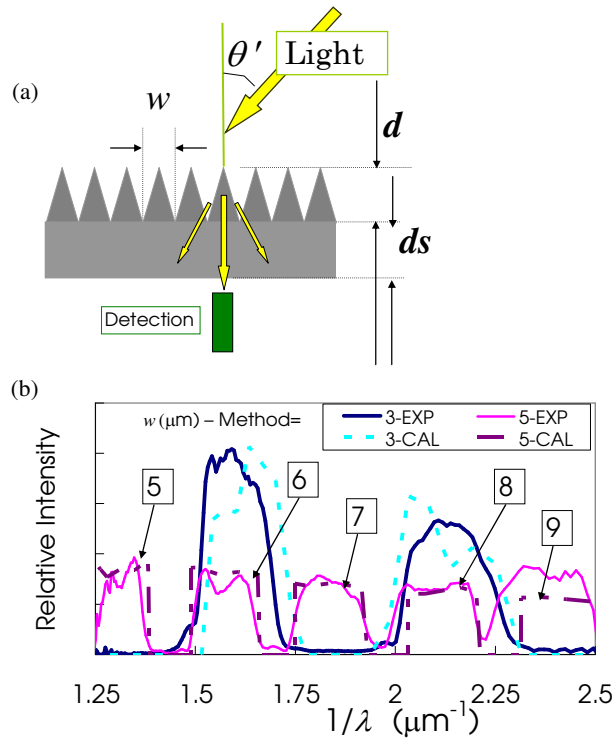 (a)
θ′
Light
w
d
ds
Detection
(b)
w (μm) – Method=
3-EXP
5-EXP
3-CAL
5-CAL
5
6
7
8
9
Relative Intensity
1.25
1.5
1.75
2
2.25
2.5
1/λ (μm⁻¹)